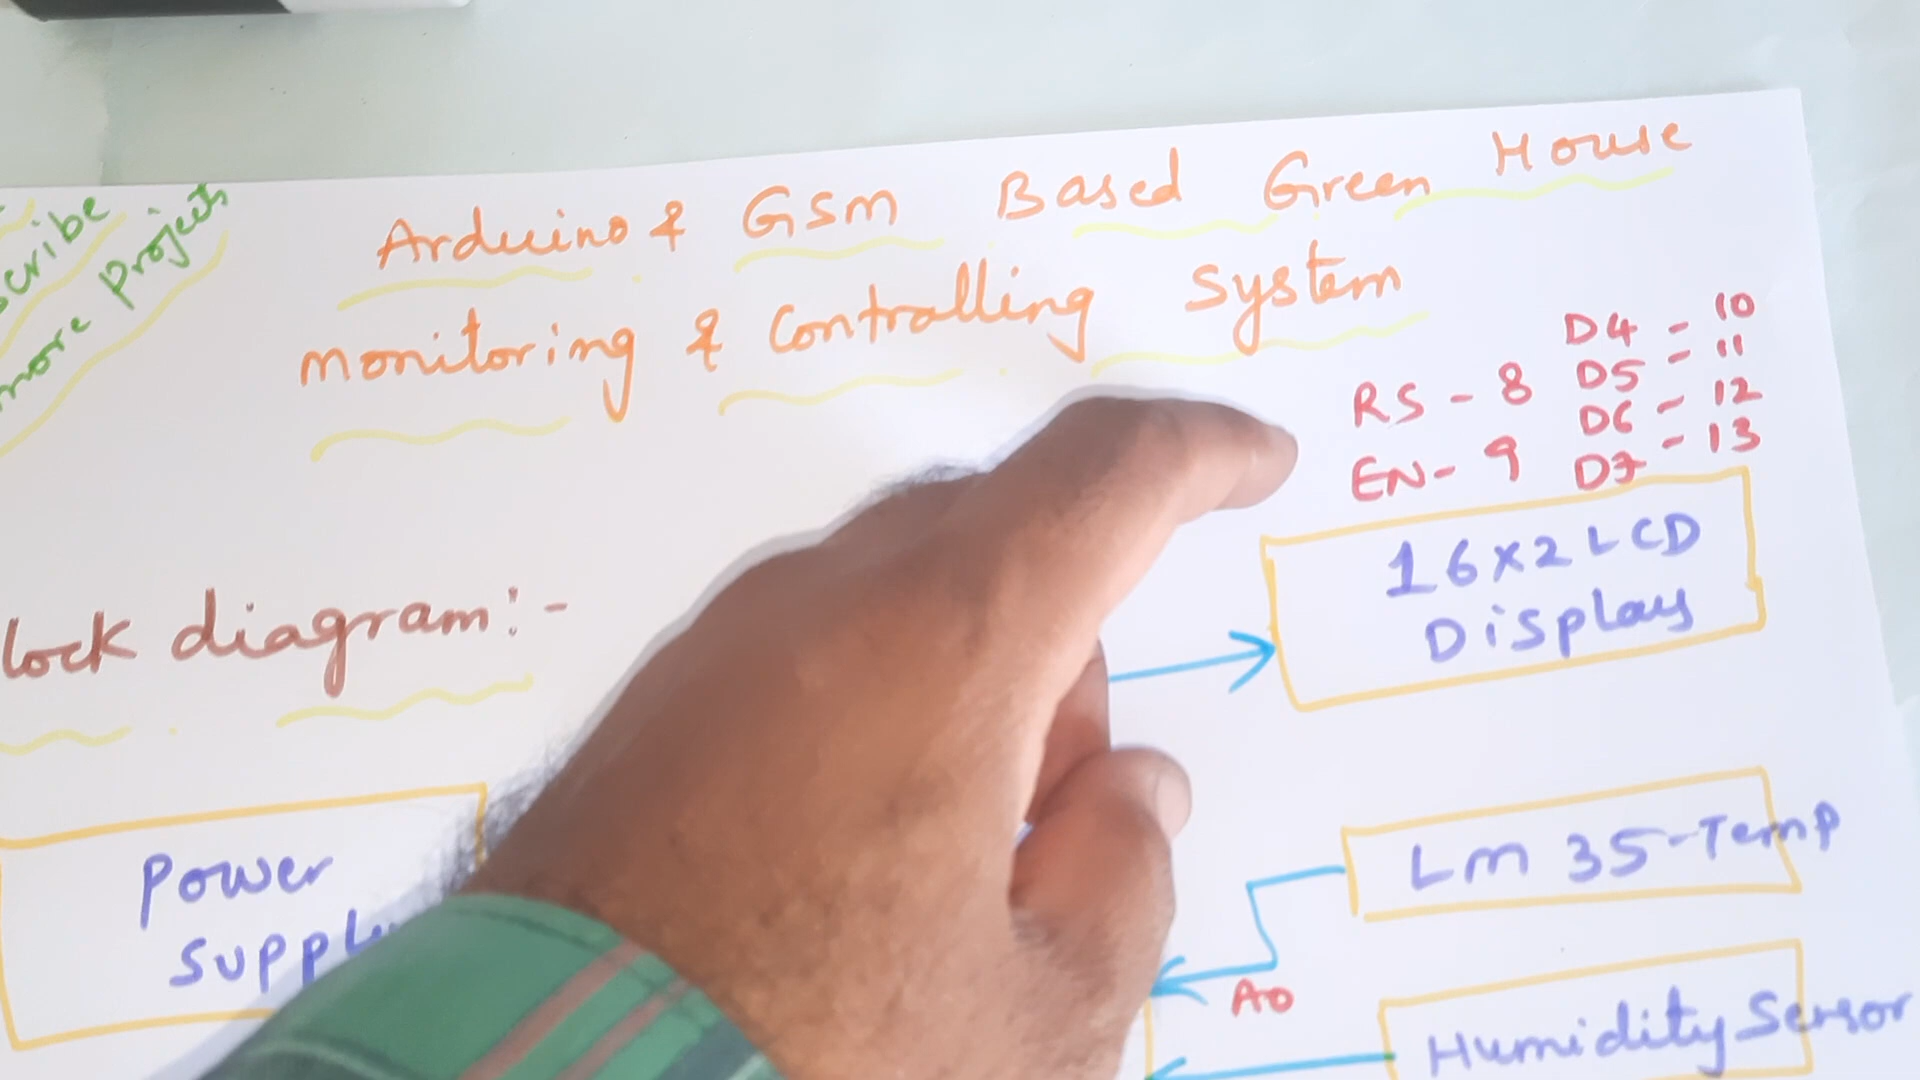 scribe
more Projects
Arduino & GSM Based Green House
monitoring & controlling system
RS - 8
EN - 9
D4 - 10
D5 - 11
D6 - 12
D7 - 13
lock diagram:-
16x2 LCD
Display
Power
Supply
Lm 35-Temp
A0
Humidity Sensor